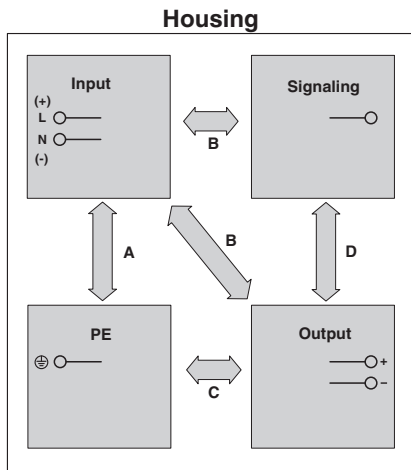 Housing
Input
(+)
L
N
(-)
Signaling
B
A
B
D
PE
Output
+
−
C